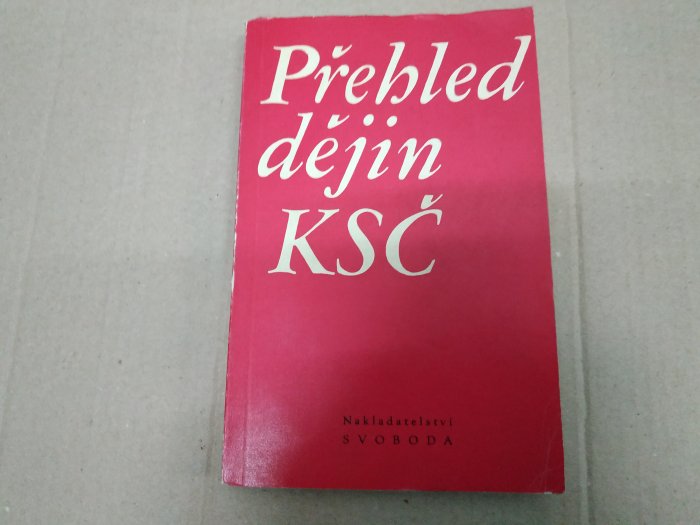 Přehled
dějin
KSČ
Nakladatelství
SVOBODA